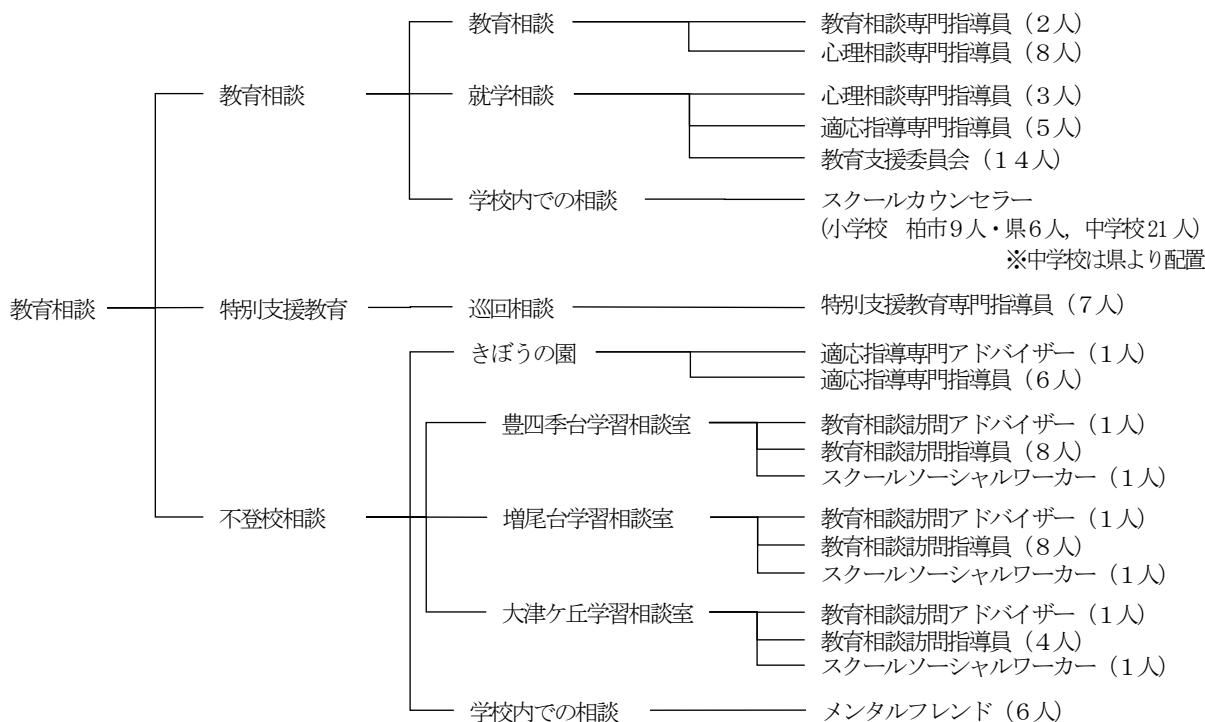 教育相談
教育相談
教育相談
教育相談専門指導員（２人）
心理相談専門指導員（８人）
就学相談
心理相談専門指導員（３人）
適応指導専門指導員（５人）
教育支援委員会（１４人）
学校内での相談
スクールカウンセラー
(小学校　柏市９人・県６人，中学校21人)
※中学校は県より配置
特別支援教育
巡回相談
特別支援教育専門指導員（７人）
不登校相談
きぼうの園
適応指導専門アドバイザー（１人）
適応指導専門指導員（６人）
豊四季台学習相談室
教育相談訪問アドバイザー（１人）
教育相談訪問指導員（８人）
スクールソーシャルワーカー（１人）
増尾台学習相談室
教育相談訪問アドバイザー（１人）
教育相談訪問指導員（８人）
スクールソーシャルワーカー（１人）
大津ケ丘学習相談室
教育相談訪問アドバイザー（１人）
教育相談訪問指導員（４人）
スクールソーシャルワーカー（１人）
学校内での相談
メンタルフレンド（６人）